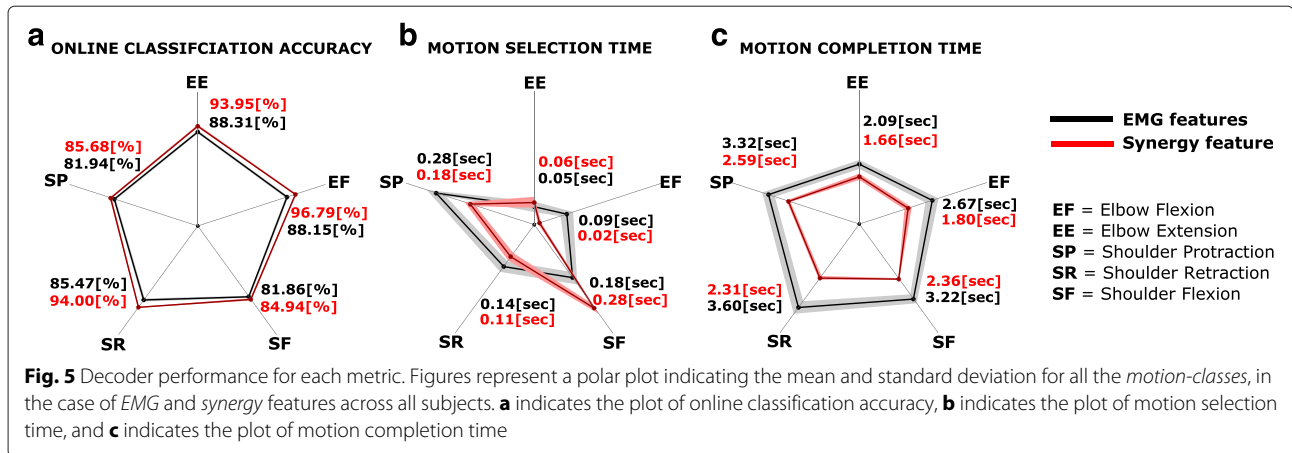 a ONLINE CLASSIFCIATION ACCURACY
EE
93.95[%]
88.31[%]
EF
96.79[%]
88.15[%]
81.86[%]
84.94[%]
SF
85.47[%]
94.00[%]
SR
85.68[%]
81.94[%]
SP
b MOTION SELECTION TIME
EE
0.06[sec]
0.05[sec]
EF
0.09[sec]
0.02[sec]
0.18[sec]
0.28[sec]
SF
0.14[sec]
0.11[sec]
SR
0.28[sec]
0.18[sec]
SP
c MOTION COMPLETION TIME
EE
2.09[sec]
1.66[sec]
EF
2.67[sec]
1.80[sec]
2.36[sec]
3.22[sec]
SF
2.31[sec]
3.60[sec]
SR
3.32[sec]
2.59[sec]
SP
EMG features
Synergy feature
EF = Elbow Flexion
EE = Elbow Extension
SP = Shoulder Protraction
SR = Shoulder Retraction
SF = Shoulder Flexion
Fig. 5 Decoder performance for each metric. Figures represent a polar plot indicating the mean and standard deviation for all the motion-classes, in
the case of EMG and synergy features across all subjects. a indicates the plot of online classification accuracy, b indicates the plot of motion selection
time, and c indicates the plot of motion completion time